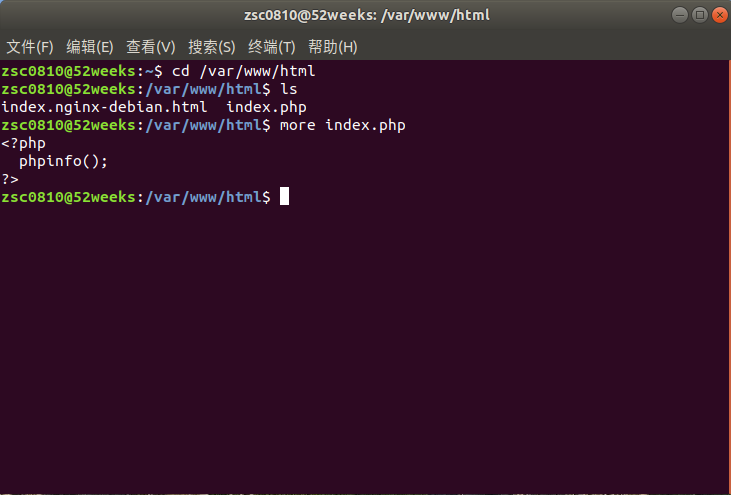 zsc0810@52weeks: /var/www/html
文件(F) 编辑(E) 查看(V) 搜索(S) 终端(T) 帮助(H)
zsc0810@52weeks:~$ cd /var/www/html
zsc0810@52weeks:/var/www/html$ ls
index.nginx-debian.html  index.php
zsc0810@52weeks:/var/www/html$ more index.php
<?php
  phpinfo();
?>
zsc0810@52weeks:/var/www/html$